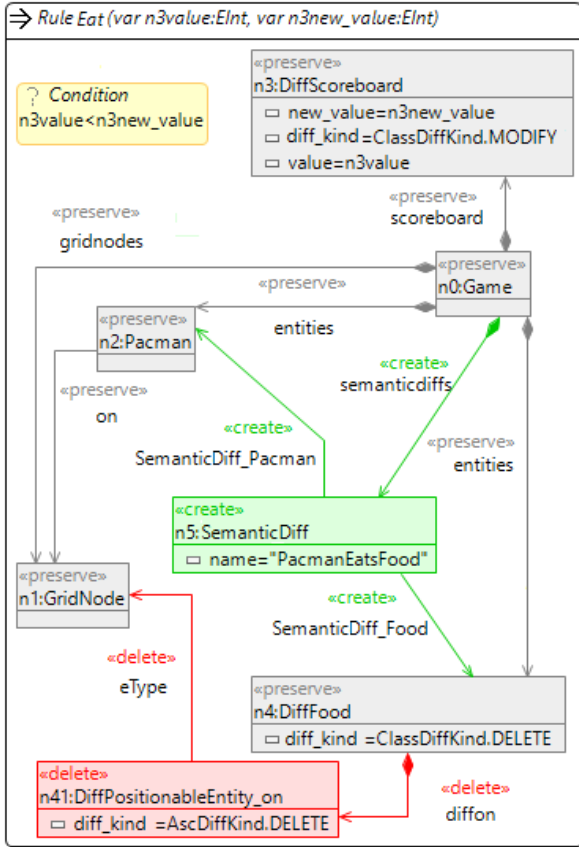 Rule Eat (var n3value:EInt, var n3new_value:EInt)
«preserve»
n3:DiffScoreboard
new_value=n3new_value
diff_kind =ClassDiffKind.MODIFY
value=n3value
? Condition
n3value<n3new_value
«preserve»
scoreboard
«preserve»
gridnodes
«preserve»
n0:Game
«preserve»
entities
«preserve»
n2:Pacman
«create»
semanticdiffs
«preserve»
on
«create»
SemanticDiff_Pacman
«preserve»
entities
«create»
n5:SemanticDiff
name="PacmanEatsFood"
«preserve»
n1:GridNode
«create»
SemanticDiff_Food
«delete»
eType
«preserve»
n4:DiffFood
diff_kind =ClassDiffKind.DELETE
«delete»
n41:DiffPositionableEntity_on
diff_kind =AscDiffKind.DELETE
«delete»
diffon